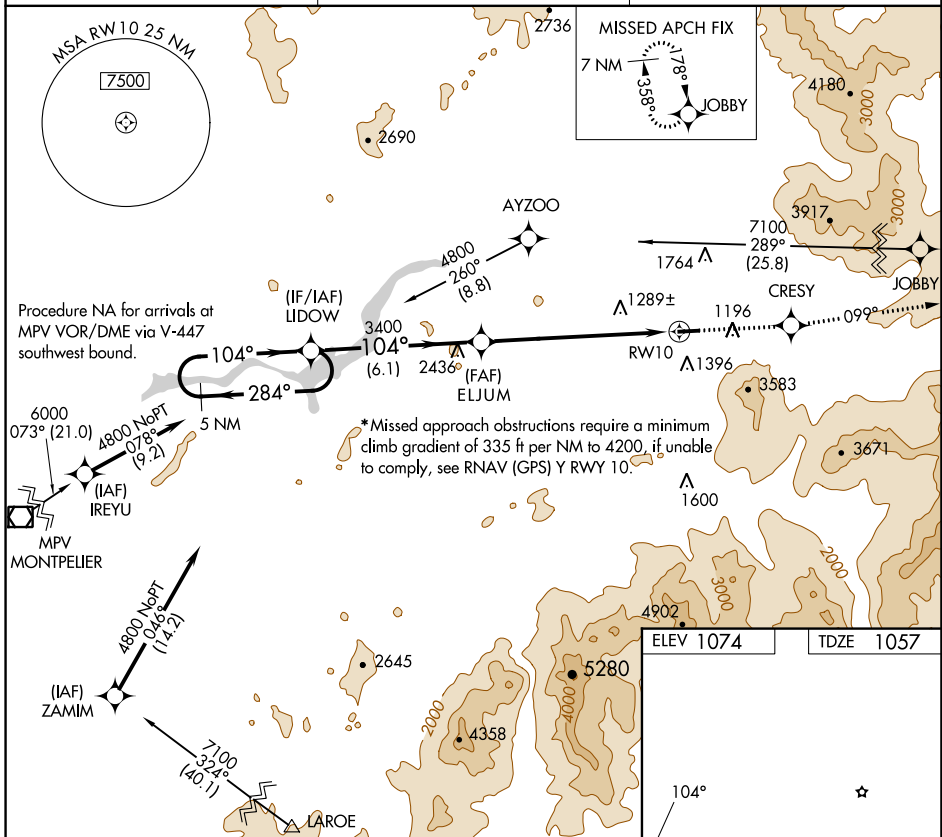 MSA RW10 25 NM
7500
2736
MISSED APCH FIX
7 NM
178°
358°
JOBBY
4180
3000
2690
AYZOO
3917
3000
4800
260°
(8.8)
7100
289°
(25.8)
1764
JOBBY
Procedure NA for arrivals at
MPV VOR/DME via V-447
southwest bound.
(IF/IAF)
LIDOW
1289±
CRESY
3400
104°
104°
(6.1)
2436
RW10
1196
099°
284°
(FAF)
ELJUM
1396
5 NM
3583
6000
073° (21.0)
4800 NoPT
078°
(9.2)
*Missed approach obstructions require a minimum
climb gradient of 335 ft per NM to 4200, if unable
to comply, see RNAV (GPS) Y RWY 10.
3671
(IAF)
IREYU
1600
MPV
MONTPELIER
2000
3000
4800 NoPT
046°
(14.2)
4902
ELEV 1074
TDZE 1057
2645
5280
(IAF)
ZAMIM
2000
4000
4358
7100
324°
(40.1)
104°
LAROE